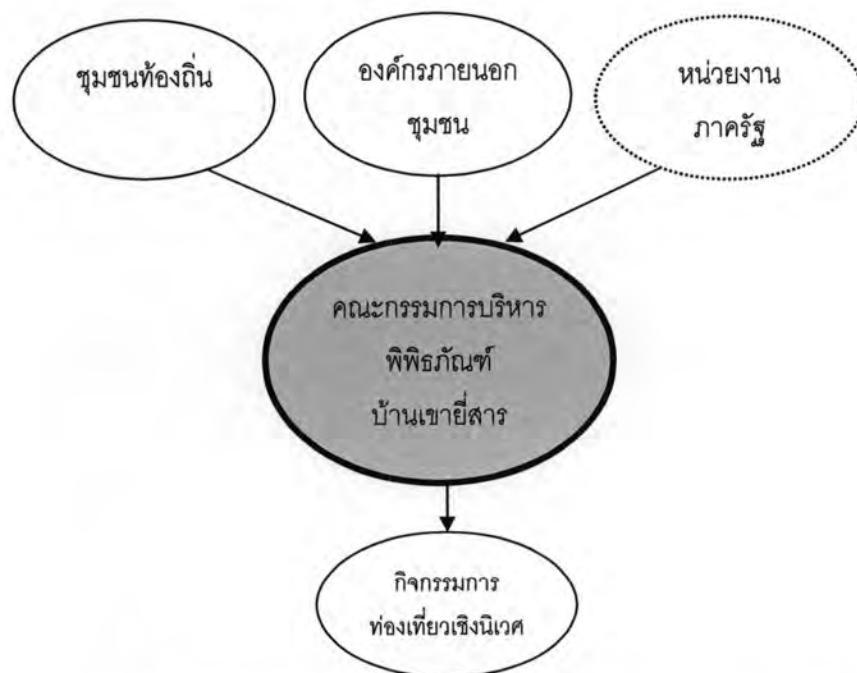 ชุมชนท้องถิ่น
องค์กรภายนอก
ชุมชน
หน่วยงาน
ภาครัฐ
คณะกรรมการบริหาร
พิพิธภัณฑ์
บ้านเขายี่สาร
กิจกรรมการ
ท่องเที่ยวเชิงนิเวศ